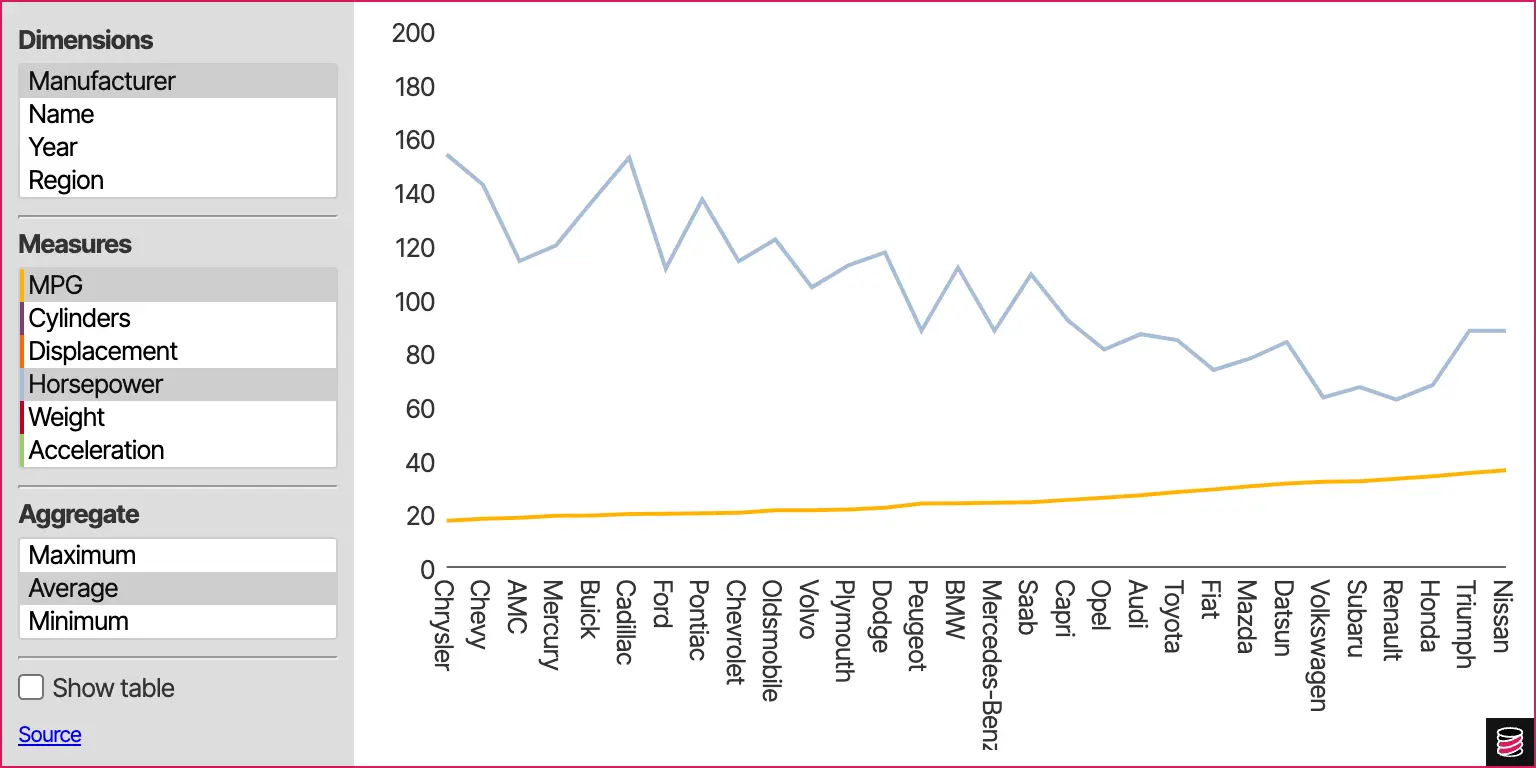 Dimensions
Manufacturer
Name
Year
Region
Measures
MPG
Cylinders
Displacement
Horsepower
Weight
Acceleration
Aggregate
Maximum
Average
Minimum
Show table
Source
200
180
160
140
120
100
80
60
40
20
0
Chrysler
Chevy
AMC
Mercury
Buick
Cadillac
Ford
Pontiac
Chevrolet
Oldsmobile
Volvo
Plymouth
Dodge
Peugeot
BMW
Mercedes-Benz
Saab
Capri
Opel
Audi
Toyota
Fiat
Mazda
Datsun
Volkswagen
Subaru
Renault
Honda
Triumph
Nissan